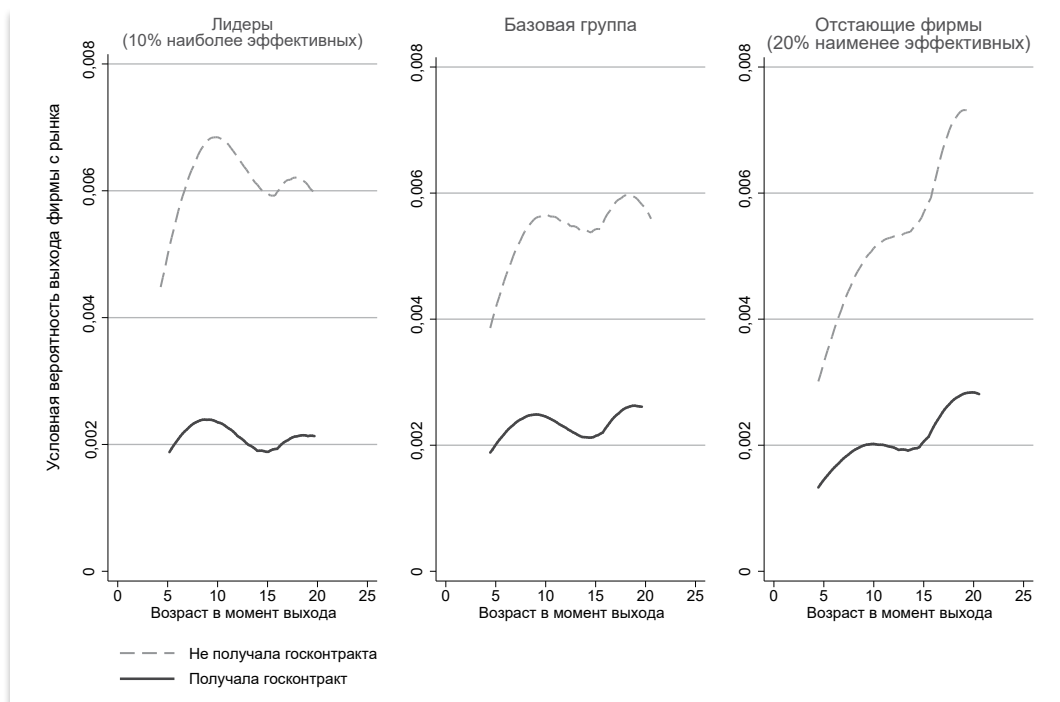 Лидеры
(10% наиболее эффективных)
Базовая группа
Отстающие фирмы
(20% наименее эффективных)
Условная вероятность выхода фирмы с рынка
0,008
0,006
0,004
0,002
0
0 5 10 15 20 25
Возраст в момент выхода
0,008
0,006
0,004
0,002
0
0 5 10 15 20 25
Возраст в момент выхода
0,008
0,006
0,004
0,002
0
0 5 10 15 20 25
Возраст в момент выхода
Не получала госконтракта
Получала госконтракт